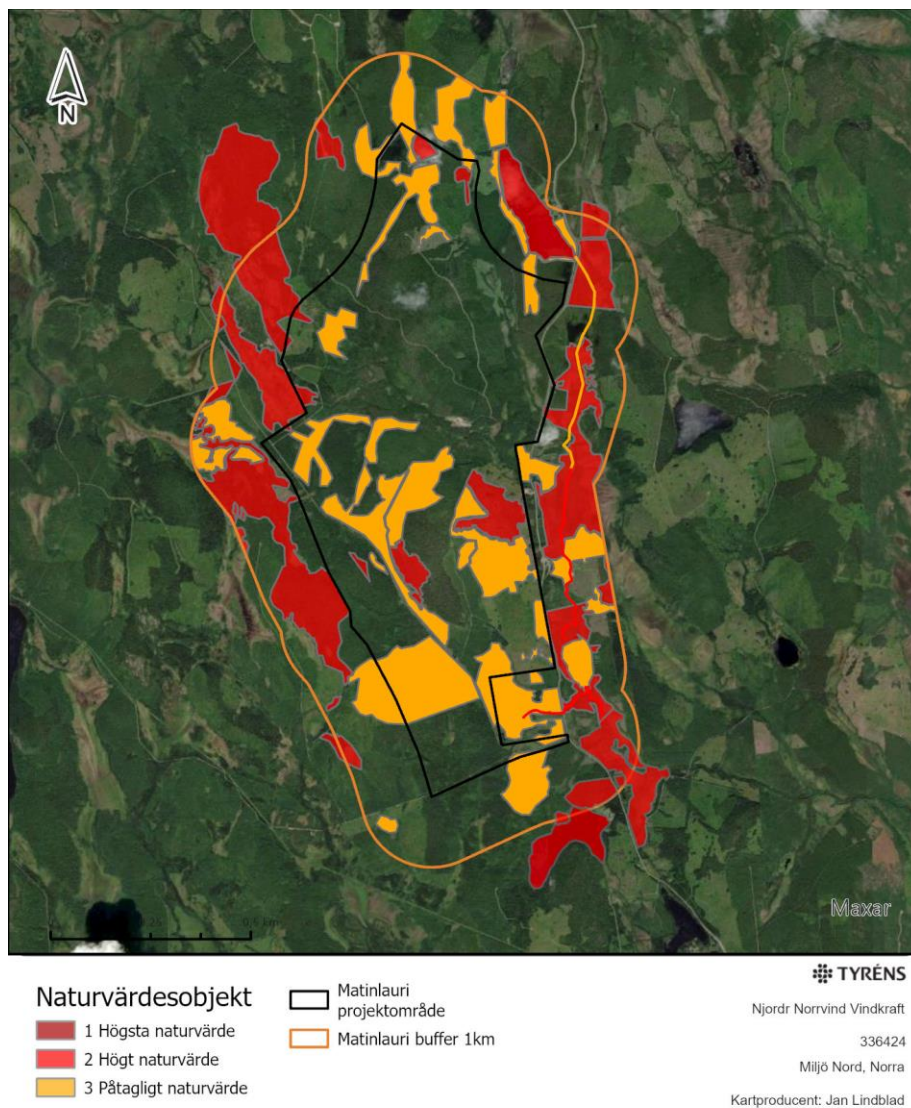 N
0,5 km
Maxar
Naturvärdesobjekt
1 Högsta naturvärde
2 Högt naturvärde
3 Påtagligt naturvärde
Matinlauri
projektområde
Matinlauri buffer 1km
TYRÉNS
Njordr Norrvind Vindkraft
336424
Miljö Nord, Norra
Kartproducent: Jan Lindblad